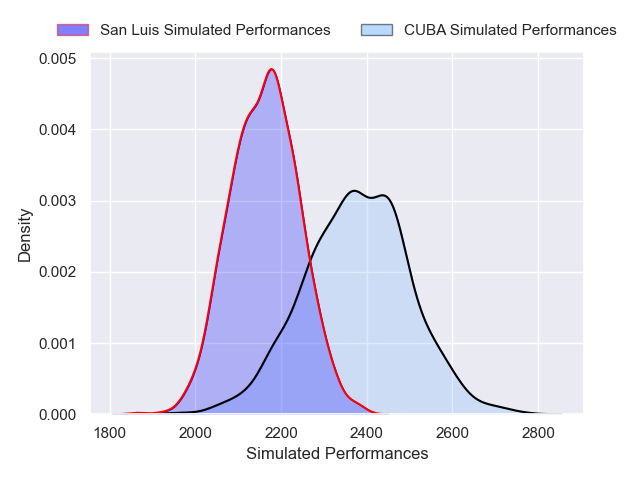 San Luis Simulated Performances CUBA Simulated Performances
0.005
0.004
0.003
0.002
0.001
0.000
Density
1800 2000 2200 2400 2600 2800
Simulated Performances